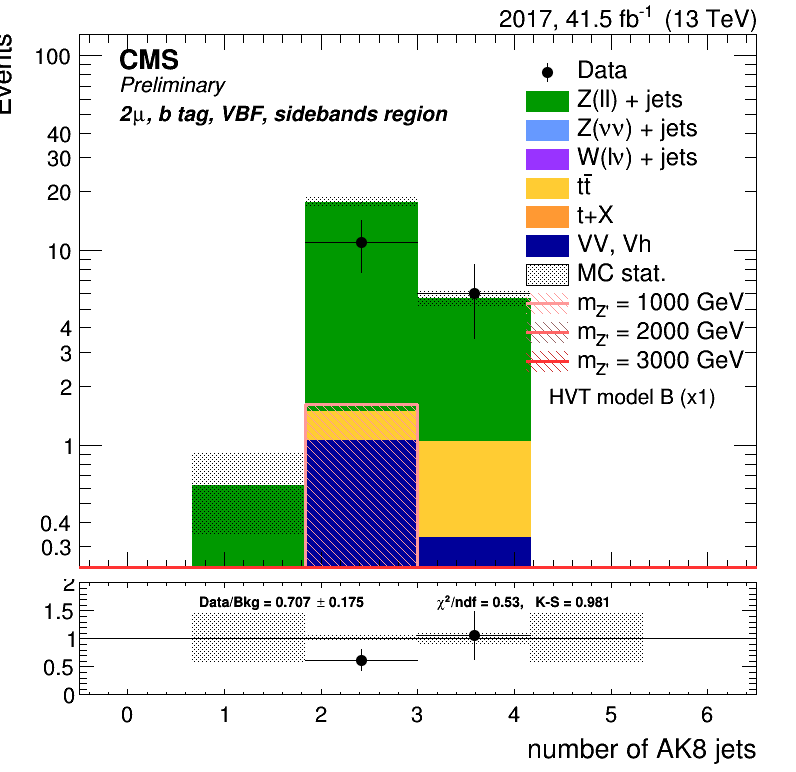 2017, 41.5 fb⁻¹ (13 TeV)
Events
CMS
Preliminary
2μ, b tag, VBF, sidebands region
100
40
30
20
10
4
3
2
1
0.4
0.3
Data
Z(ll) + jets
Z(νν) + jets
W(lν) + jets
tt̄
t+X
VV, Vh
MC stat.
m_Z' = 1000 GeV
m_Z' = 2000 GeV
m_Z' = 3000 GeV
HVT model B (x1)
Data/Bkg = 0.707 ± 0.175
χ²/ndf = 0.53, K-S = 0.981
2
1.5
1
0.5
0
0 1 2 3 4 5 6
number of AK8 jets